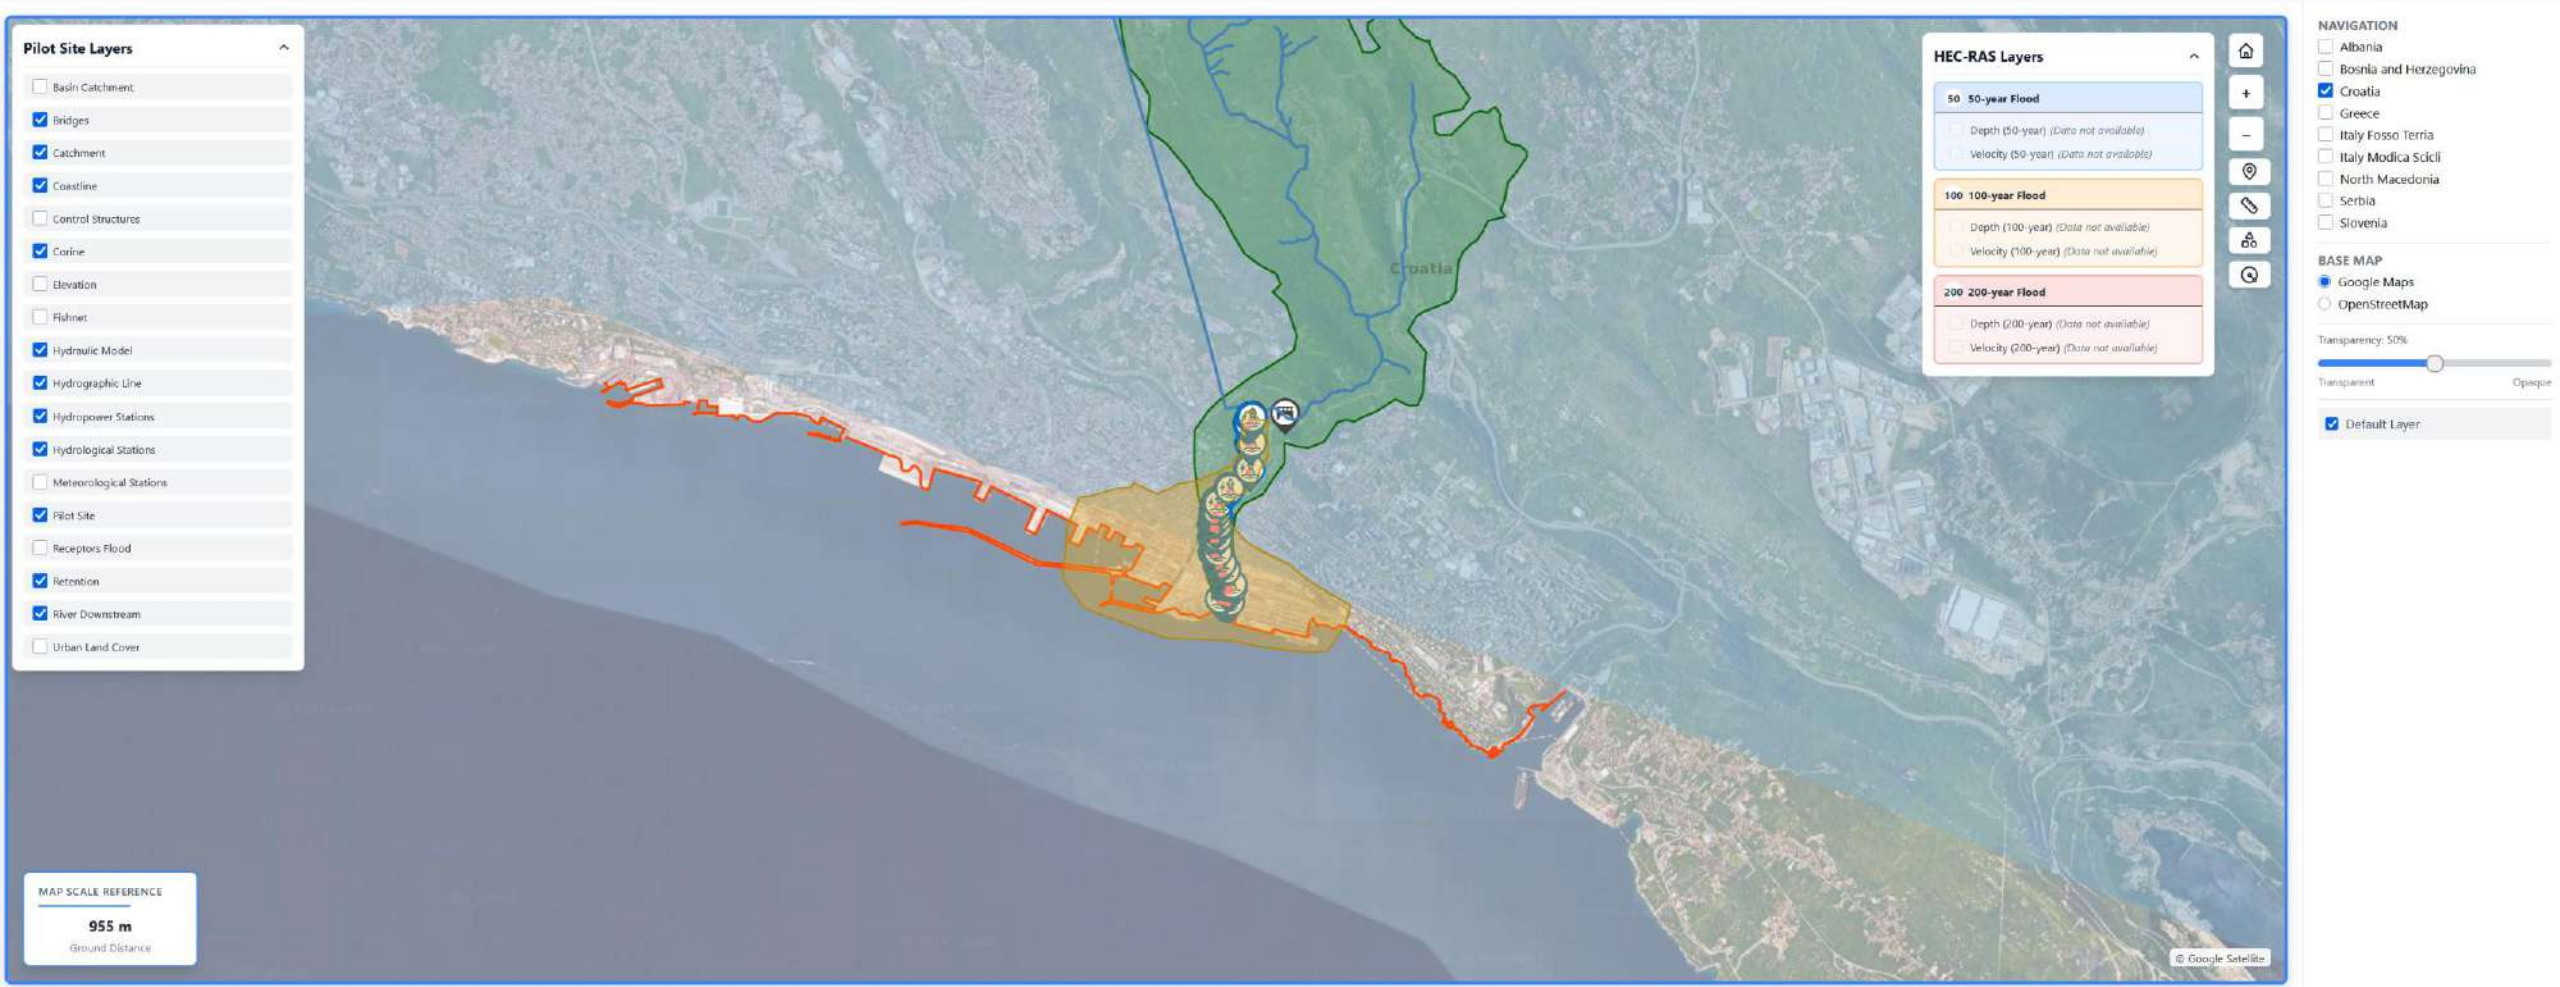 Pilot Site Layers
Basin Catchment
Bridges
Catchment
Coastline
Control Structures
Corine
Elevation
Fishnet
Hydraulic Model
Hydrographic Line
Hydropower Stations
Hydrological Stations
Meteorological Stations
Pilot Site
Receptors Flood
Retention
River Downstream
Urban Land Cover
MAP SCALE REFERENCE
955 m
Ground Distance
Croatia
HEC-RAS Layers
50 50-year Flood
Depth (50-year) (Data not available)
Velocity (50-year) (Data not available)
100 100-year Flood
Depth (100-year) (Data not available)
Velocity (100-year) (Data not available)
200 200-year Flood
Depth (200-year) (Data not available)
Velocity (200-year) (Data not available)
+
−
© Google Satellite
NAVIGATION
Albania
Bosnia and Herzegovina
Croatia
Greece
Italy Fosso Terria
Italy Modica Scicli
North Macedonia
Serbia
Slovenia
BASE MAP
Google Maps
OpenStreetMap
Transparency: 50%
Transparent Opaque
Default Layer